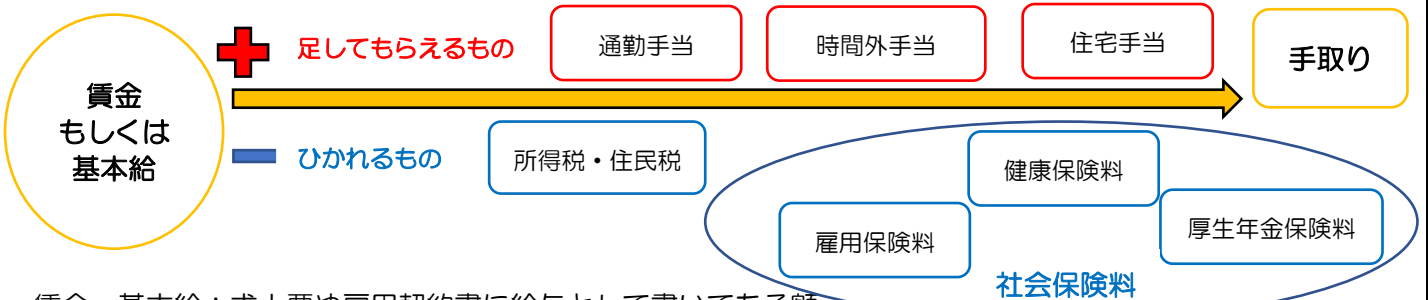 賃金
もしくは
基本給
足してもらえるもの
通勤手当
時間外手当
住宅手当
手取り
ひかれるもの
所得税・住民税
健康保険料
雇用保険料
厚生年金保険料
社会保険料